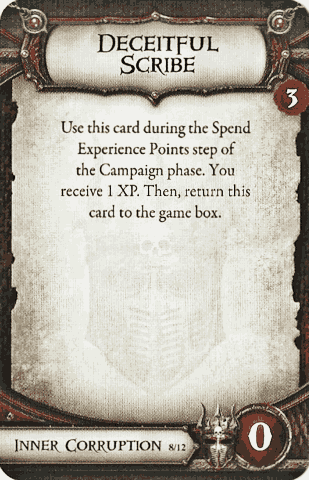 Deceitful
Scribe
3
Use this card during the Spend
Experience Points step of
the Campaign phase. You
receive 1 XP. Then, return this
card to the game box.
Inner Corruption 8/12
0